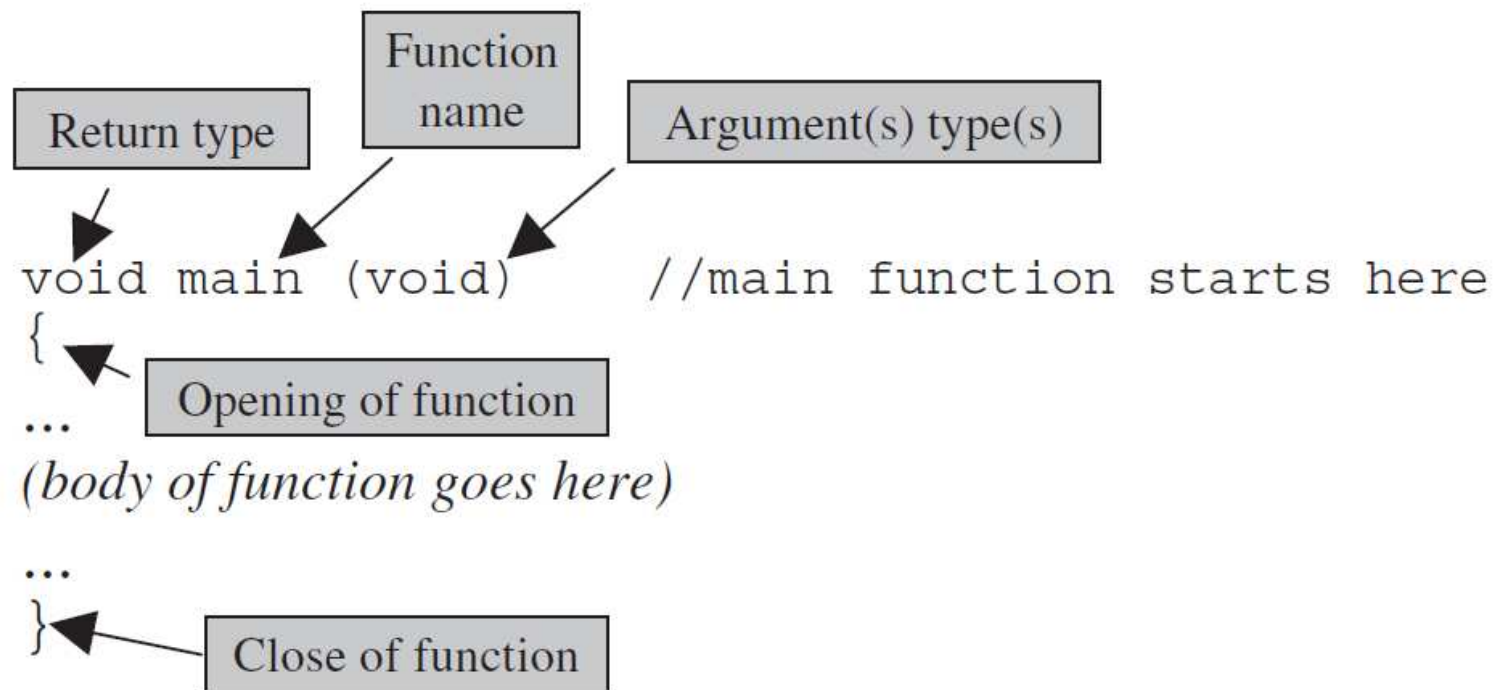 Function
name
Return type
Argument(s) type(s)
void main (void) //main function starts here
{
Opening of function
...
(body of function goes here)
...
}
Close of function